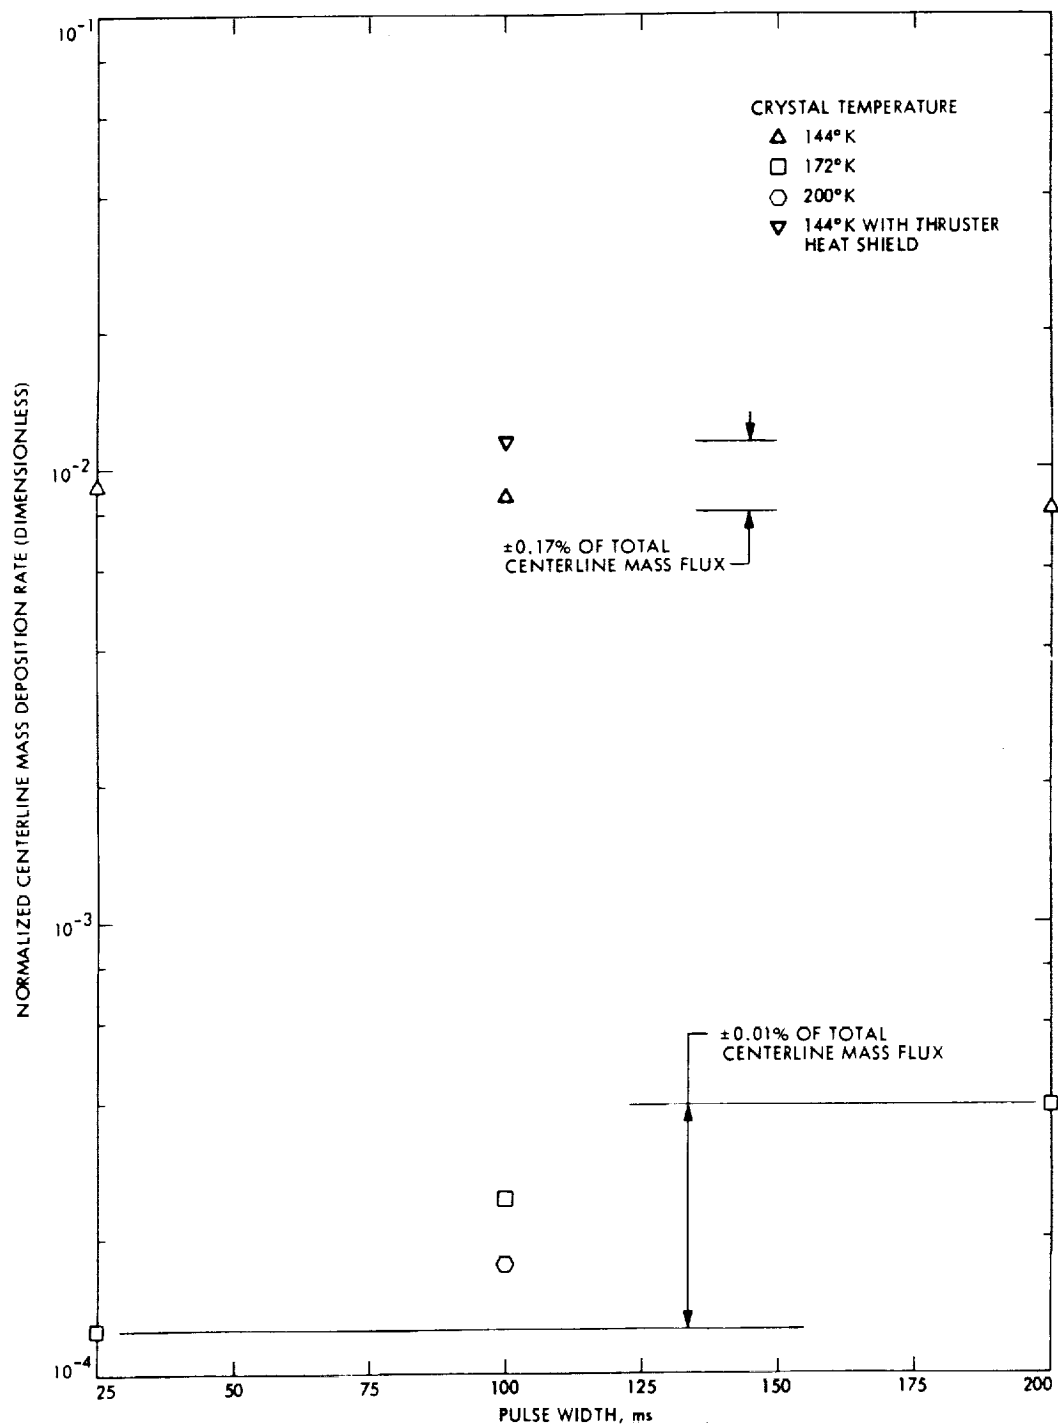 10⁻¹
CRYSTAL TEMPERATURE
144°K
172°K
200°K
144°K WITH THRUSTER
HEAT SHIELD
NORMALIZED CENTERLINE MASS DEPOSITION RATE (DIMENSIONLESS)
10⁻²
±0.17% OF TOTAL
CENTERLINE MASS FLUX
10⁻³
±0.01% OF TOTAL
CENTERLINE MASS FLUX
10⁻⁴
25 50 75 100 125 150 175 200
PULSE WIDTH, ms